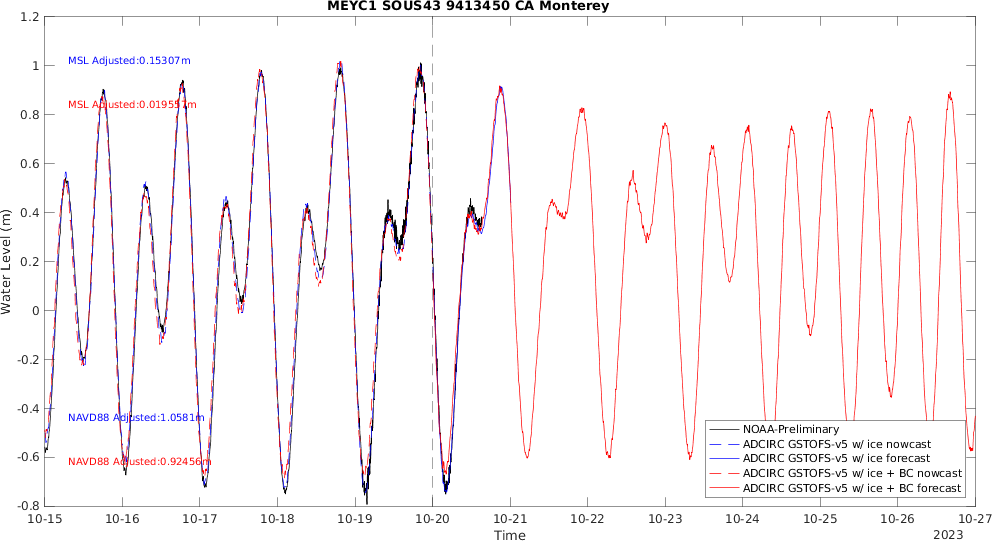 MEYC1 SOUS43 9413450 CA Monterey
1.2
1
0.8
0.6
0.4
0.2
0
-0.2
-0.4
-0.6
-0.8
Water Level (m)
MSL Adjusted:0.15307m
MSL Adjusted:0.019557m
NAVD88 Adjusted:1.0581m
NAVD88 Adjusted:0.92456m
NOAA-Preliminary
ADCIRC GSTOFS-v5 w/ ice nowcast
ADCIRC GSTOFS-v5 w/ ice forecast
ADCIRC GSTOFS-v5 w/ ice + BC nowcast
ADCIRC GSTOFS-v5 w/ ice + BC forecast
10-15 10-16 10-17 10-18 10-19 10-20 10-21 10-22 10-23 10-24 10-25 10-26 10-27
Time
2023